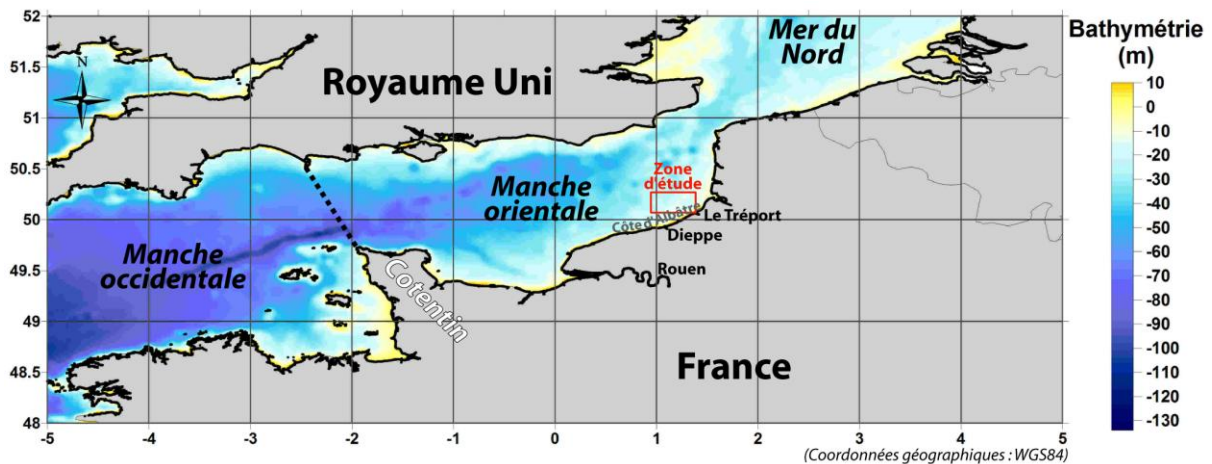 52
51.5
51
50.5
50
49.5
49
48.5
48
-5
-4
-3
-2
-1
0
1
2
3
4
5
N
Royaume Uni
Mer du
Nord
Zone
d'étude
Manche
orientale
Côte d'Albâtre
Le Tréport
Dieppe
Manche
occidentale
Rouen
Cotentin
France
(Coordonnées géographiques : WGS84)
Bathymétrie
(m)
10
0
-10
-20
-30
-40
-50
-60
-70
-80
-90
-100
-110
-120
-130